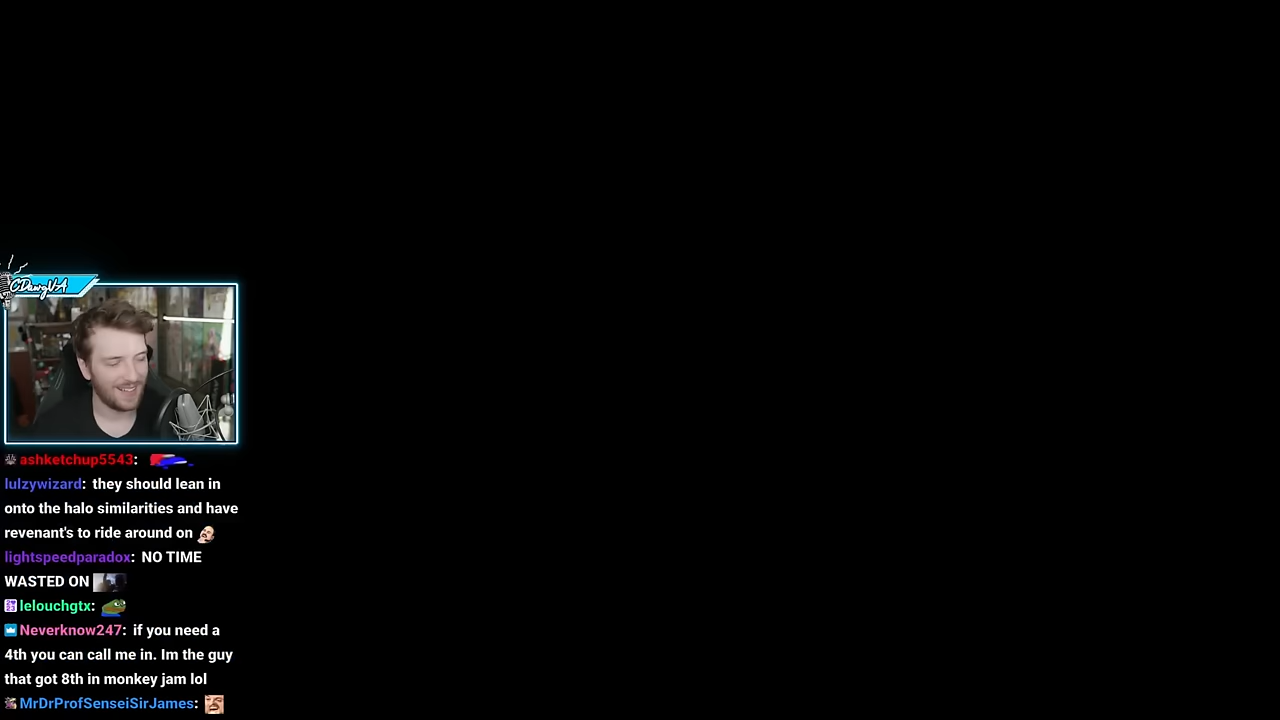 CDawgVA
ashketchup5543:
lulzywizard: they should lean in
onto the halo similarities and have
revenant's to ride around on
lightspeedparadox: NO TIME
WASTED ON
lelouchgtx:
Neverknow247: if you need a
4th you can call me in. Im the guy
that got 8th in monkey jam lol
MrDrProfSenseiSirJames: